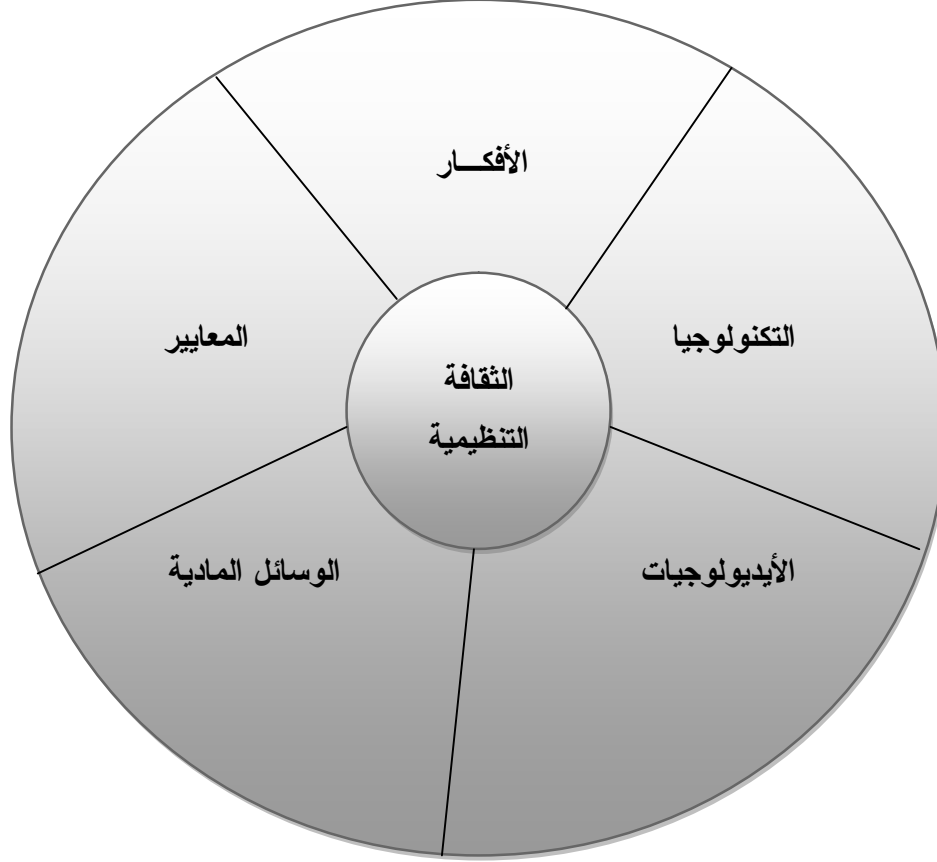 الأفكـــار
التكنولوجيا
المعايير
الثقافة
التنظيمية
الأيديولوجيات
الوسائل المادية